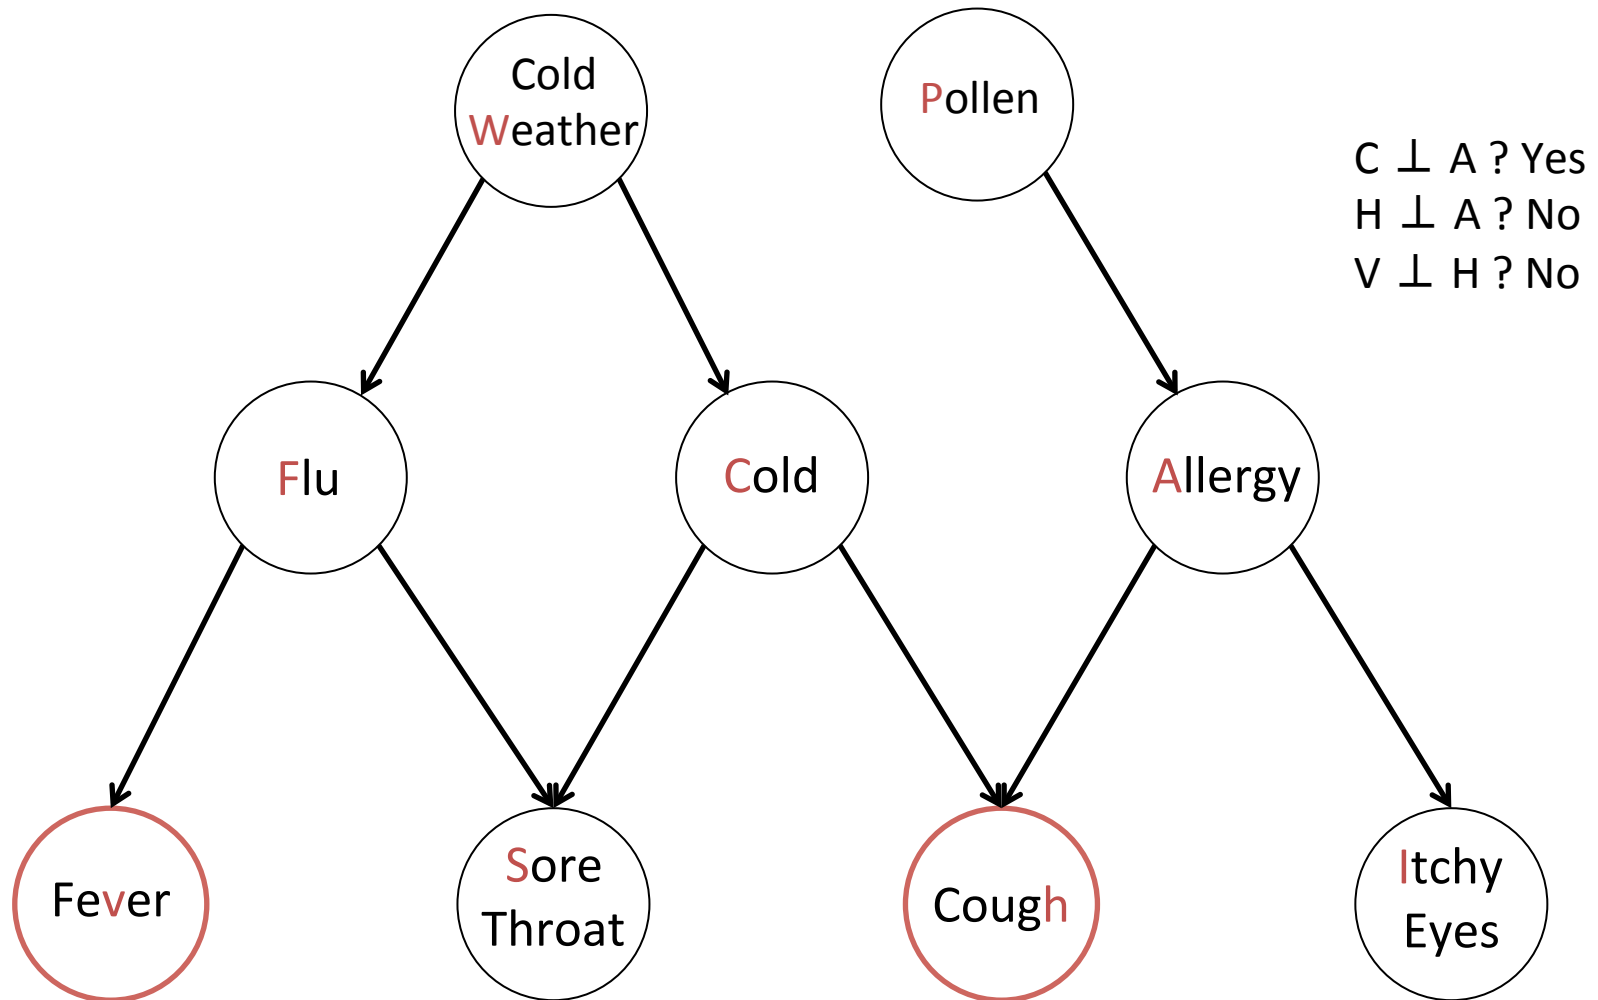 Cold
Weather
Pollen
C ⊥ A ? Yes
H ⊥ A ? No
V ⊥ H ? No
Flu
Cold
Allergy
Fever
Sore
Throat
Cough
Itchy
Eyes